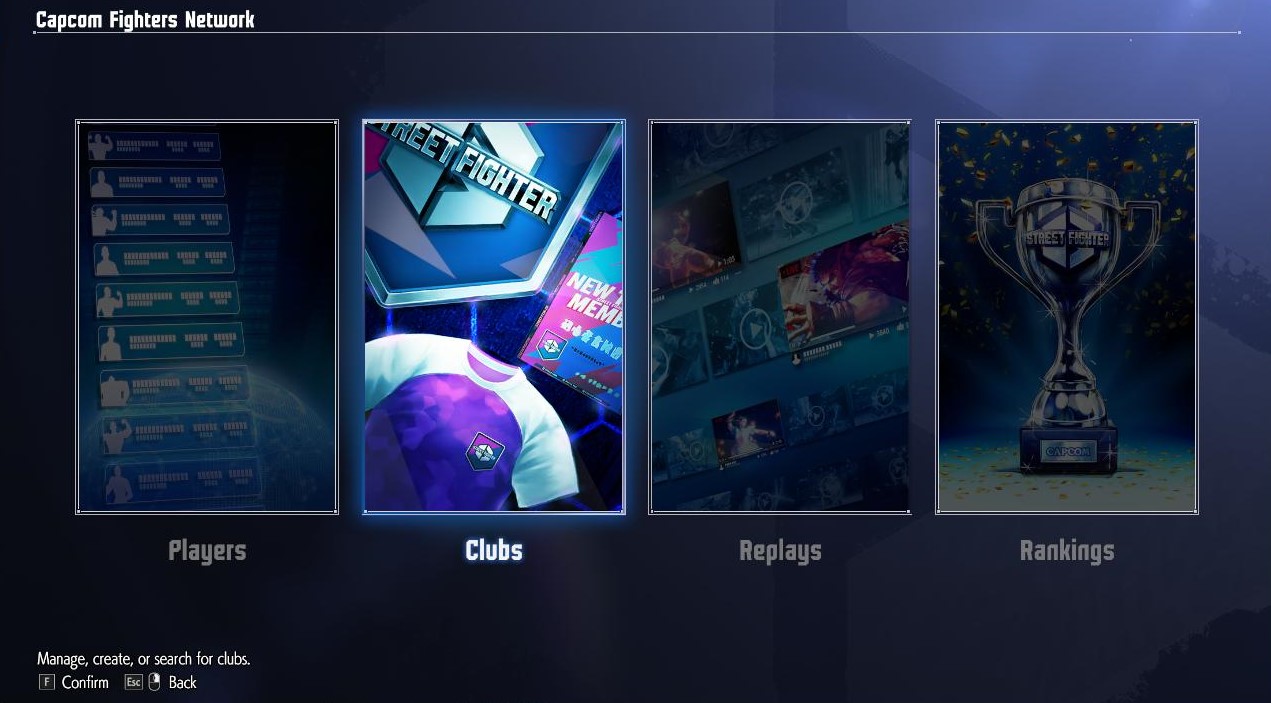 Capcom Fighters Network
STREET FIGHTER
NEW
MEMB
STREET FIGHTER
CAPCOM
Players
Clubs
Replays
Rankings
Manage, create, or search for clubs.
F Confirm Esc Back